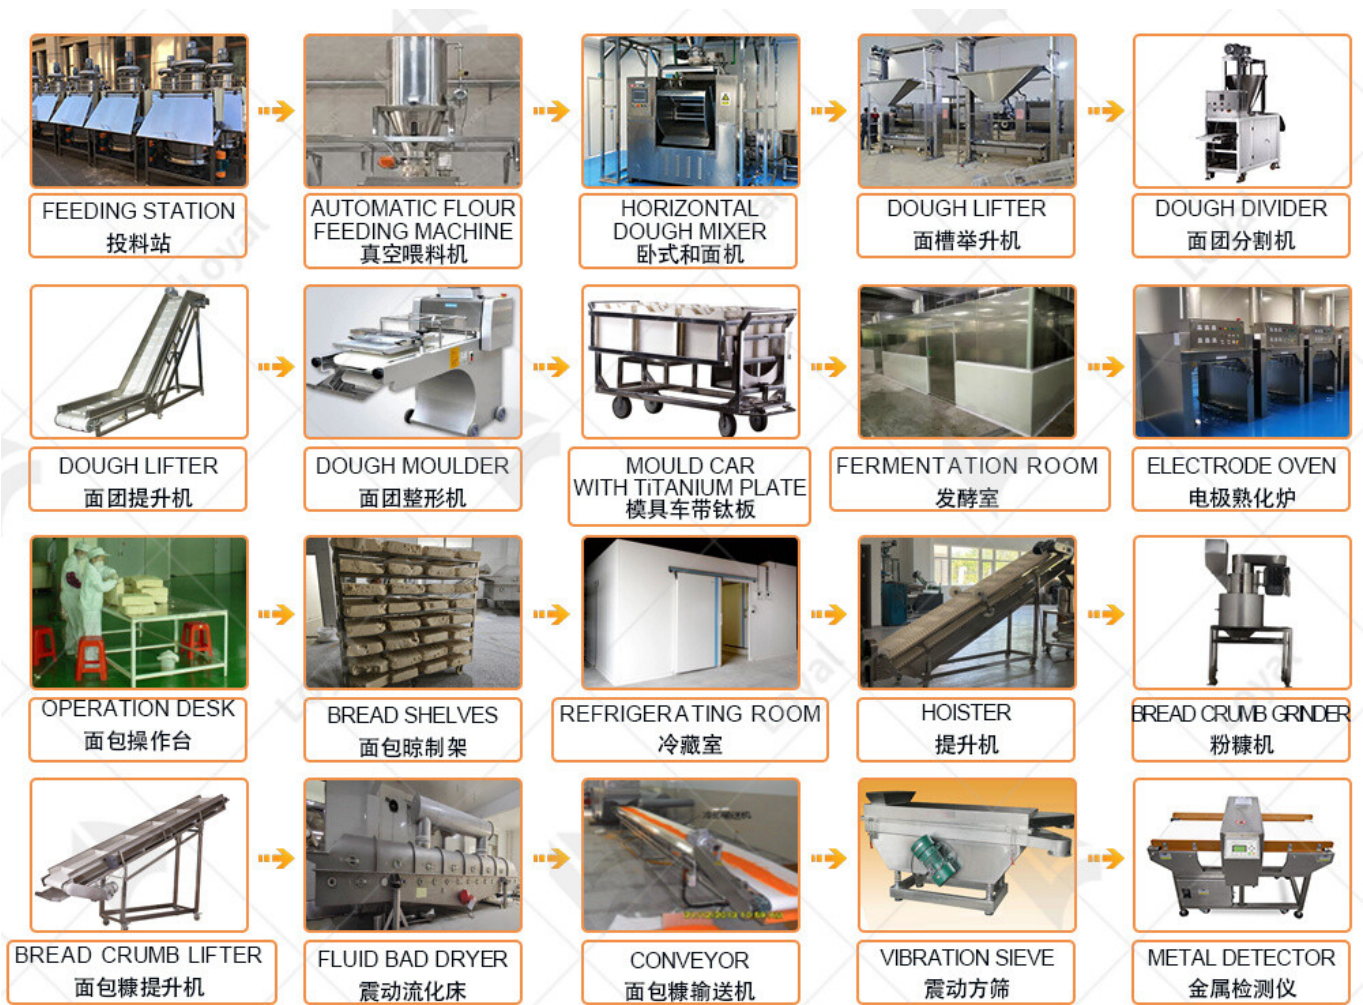 FEEDING STATION
投料站
AUTOMATIC FLOUR
FEEDING MACHINE
真空喂料机
HORIZONTAL
DOUGH MIXER
卧式和面机
DOUGH LIFTER
面槽举升机
DOUGH DIVIDER
面团分割机
DOUGH LIFTER
面团提升机
DOUGH MOULDER
面团整形机
MOULD CAR
WITH TiTANIUM PLATE
模具车带钛板
FERMENTATION ROOM
发酵室
ELECTRODE OVEN
电极熟化炉
OPERATION DESK
面包操作台
BREAD SHELVES
面包晾制架
REFRIGERATING ROOM
冷藏室
HOISTER
提升机
BREAD CRUMB GRINDER
粉糠机
BREAD CRUMB LIFTER
面包糠提升机
FLUID BAD DRYER
震动流化床
CONVEYOR
面包糠输送机
VIBRATION SIEVE
震动方筛
METAL DETECTOR
金属检测仪
Loyal
Loyal
Loyal
Loyal
Loyal